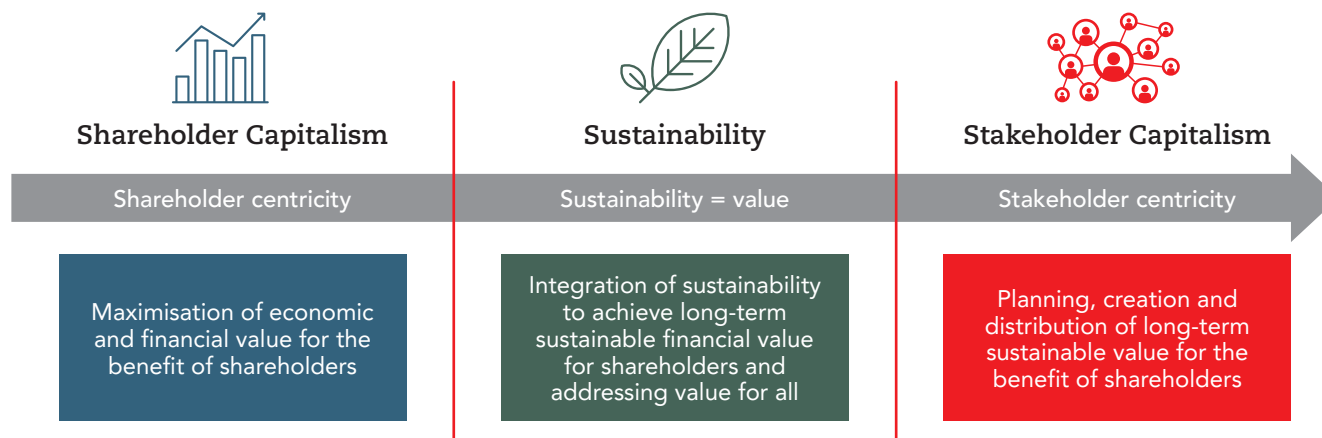 Shareholder Capitalism
Sustainability
Stakeholder Capitalism
Shareholder centricity
Sustainability = value
Stakeholder centricity
Maximisation of economic
and financial value for the
benefit of shareholders
Integration of sustainability
to achieve long-term
sustainable financial value
for shareholders and
addressing value for all
Planning, creation and
distribution of long-term
sustainable value for the
benefit of shareholders